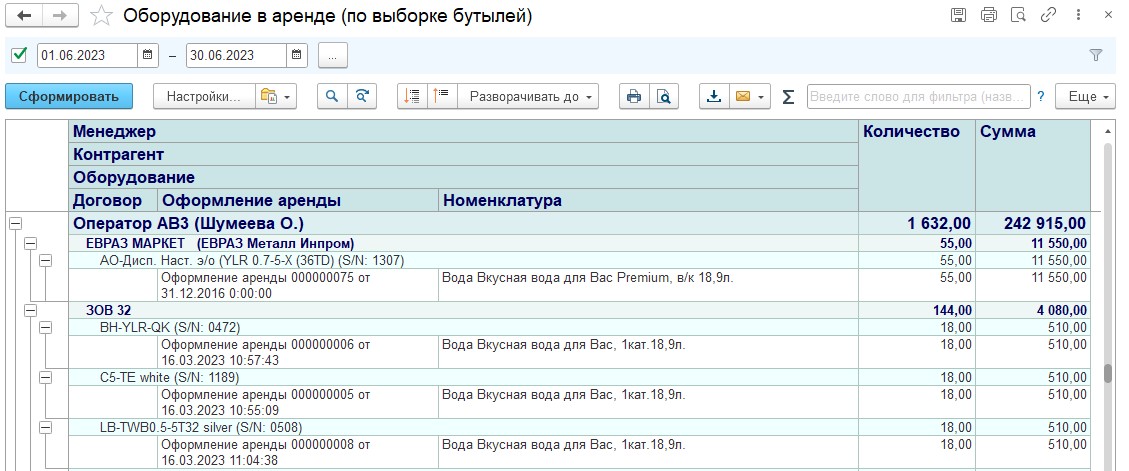 Оборудование в аренде (по выборке бутылей)
01.06.2023 – 30.06.2023 ...
Сформировать Настройки... Разворачивать до Σ Введите слово для фильтра (назв... ? Еще
Менеджер Количество Сумма
Контрагент
Оборудование
Договор Оформление аренды Номенклатура
Оператор АВЗ (Шумеева О.) 1 632,00 242 915,00
ЕВРАЗ МАРКЕТ (ЕВРАЗ Металл Инпром) 55,00 11 550,00
АО-Дисп. Наст. э/о (YLR 0.7-5-X (36TD) (S/N: 1307) 55,00 11 550,00
Оформление аренды 000000075 от Вода Вкусная вода для Вас Premium, в/к 18,9л. 55,00 11 550,00
31.12.2016 0:00:00
ЗОВ 32 144,00 4 080,00
BH-YLR-QK (S/N: 0472) 18,00 510,00
Оформление аренды 000000006 от Вода Вкусная вода для Вас, 1кат.18,9л. 18,00 510,00
16.03.2023 10:57:43
C5-TE white (S/N: 1189) 18,00 510,00
Оформление аренды 000000005 от Вода Вкусная вода для Вас, 1кат.18,9л. 18,00 510,00
16.03.2023 10:55:09
LB-TWB0.5-5T32 silver (S/N: 0508) 18,00 510,00
Оформление аренды 000000008 от Вода Вкусная вода для Вас, 1кат.18,9л. 18,00 510,00
16.03.2023 11:04:38